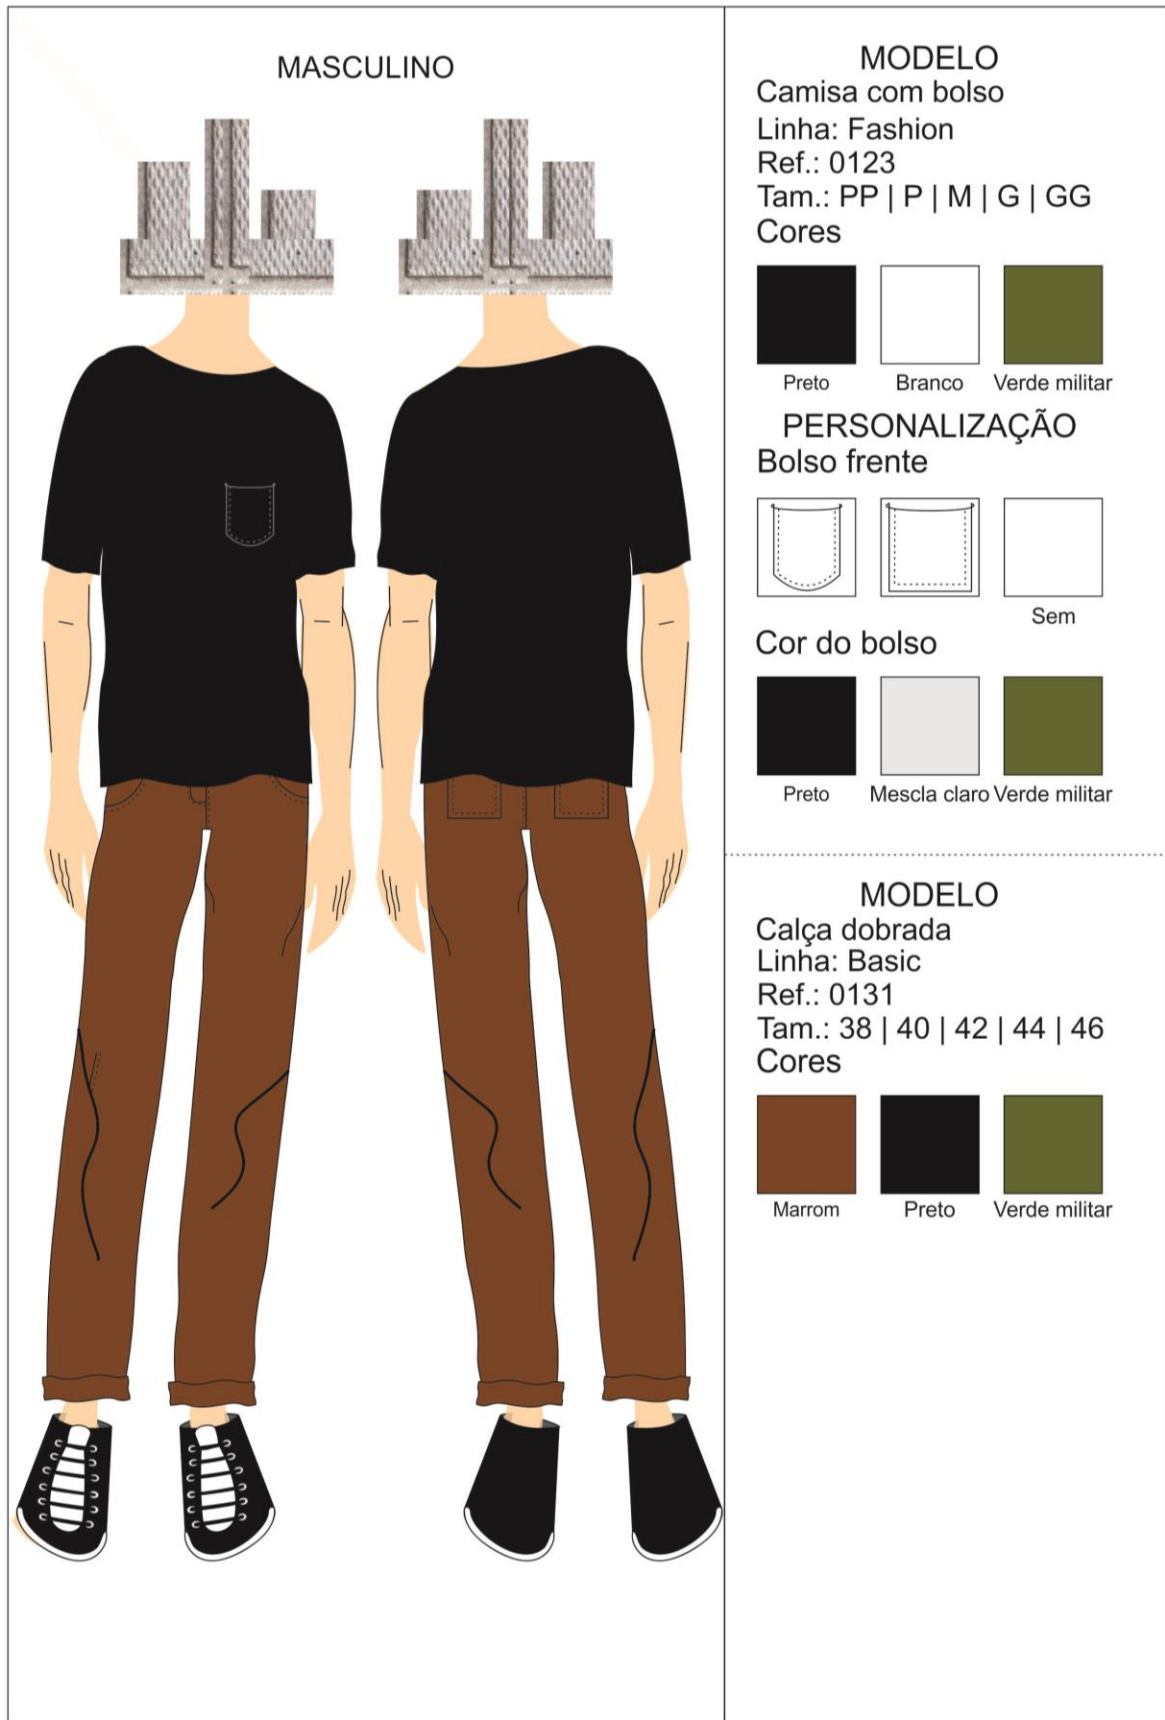 MASCULINO
MODELO
Camisa com bolso
Linha: Fashion
Ref.: 0123
Tam.: PP | P | M | G | GG
Cores
Preto
Branco
Verde militar
PERSONALIZAÇÃO
Bolso frente
Sem
Cor do bolso
Preto
Mescla claro
Verde militar
MODELO
Calça dobrada
Linha: Basic
Ref.: 0131
Tam.: 38 | 40 | 42 | 44 | 46
Cores
Marrom
Preto
Verde militar